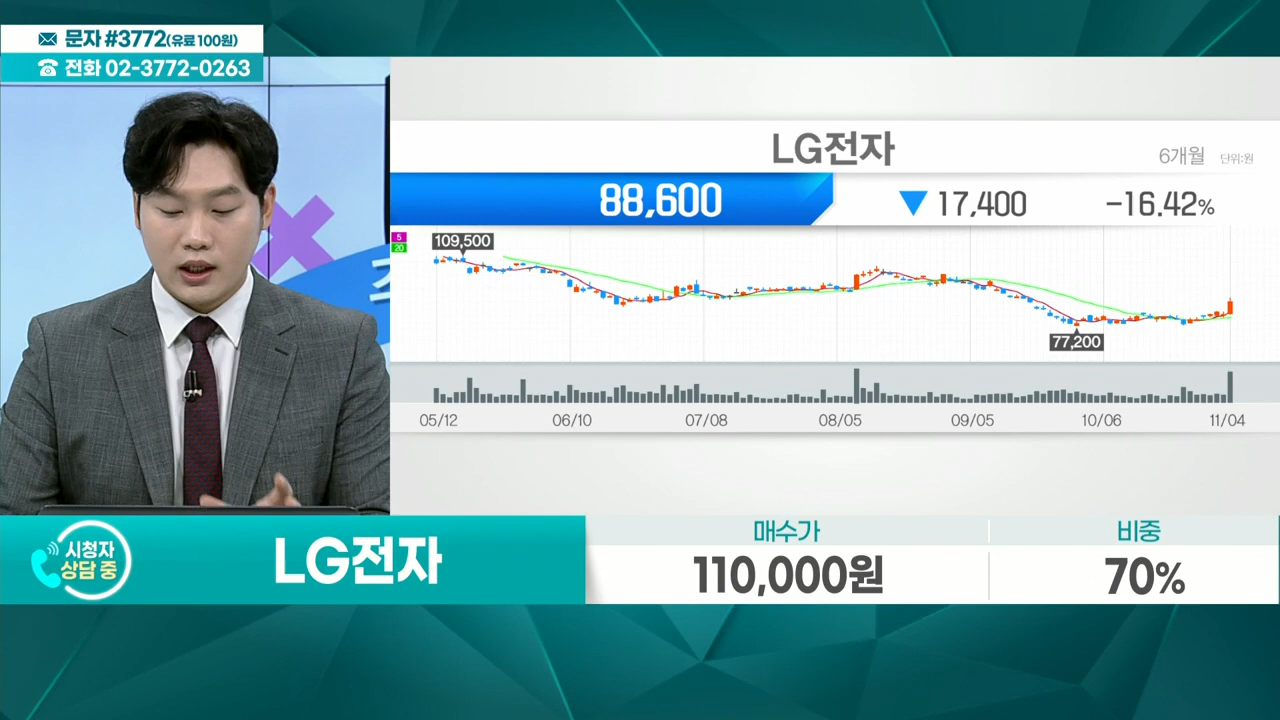 문자 #3772(유료 100원)
전화 02-3772-0263
LG전자
6개월 단위:원
88,600 ▼ 17,400 -16.42%
5
20
109,500
77,200
05/12 06/10 07/08 08/05 09/05 10/06 11/04
시청자
상담 중
LG전자
매수가 비중
110,000원 70%